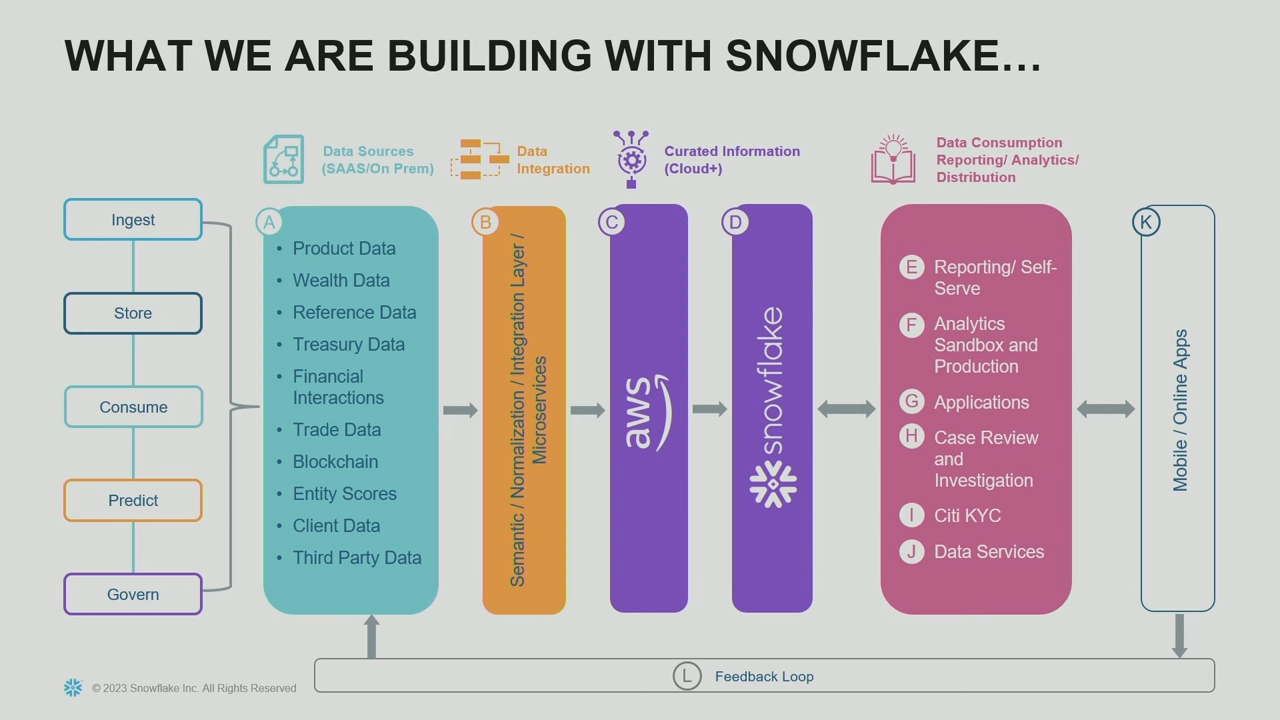 WHAT WE ARE BUILDING WITH SNOWFLAKE…
Data Sources
(SAAS/On Prem)
Data
Integration
Curated Information
(Cloud+)
Data Consumption
Reporting/ Analytics/
Distribution
Ingest
Store
Consume
Predict
Govern
A
• Product Data
• Wealth Data
• Reference Data
• Treasury Data
• Financial
Interactions
• Trade Data
• Blockchain
• Entity Scores
• Client Data
• Third Party Data
B
Semantic / Normalization / Integration Layer /
Microservices
C
aws
D
snowflake
E Reporting/ Self-
Serve
F Analytics
Sandbox and
Production
G Applications
H Case Review
and
Investigation
I Citi KYC
J Data Services
K
Mobile / Online Apps
L Feedback Loop
© 2023 Snowflake Inc. All Rights Reserved